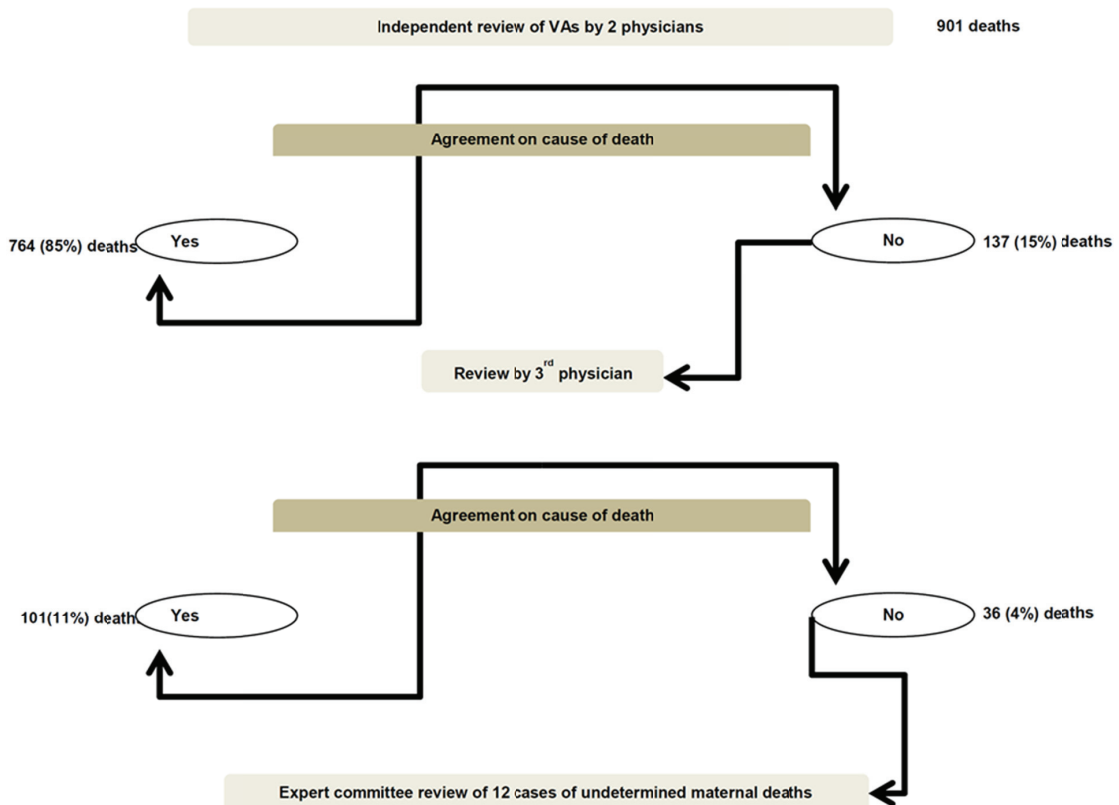 Independent review of VAs by 2 physicians
901 deaths
Agreement on cause of death
764 (85%) deaths
Yes
No
137 (15%) deaths
Review by 3rd physician
Agreement on cause of death
101(11%) death
Yes
No
36 (4%) deaths
Expert committee review of 12 cases of undetermined maternal deaths